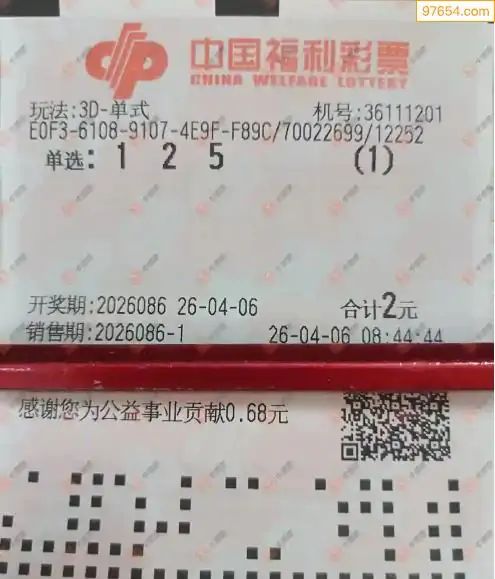 97654.com
中国福利彩票
CHINA WELFARE LOTTERY
玩法:3D-单式 机号:36111201
E0F3-6108-9107-4E9F-F89C/70022699/12252
单选: 1 2 5 (1)
开奖期:2026086 26-04-06 合计2元
销售期:2026086-1 26-04-06 08:44:44
感谢您为公益事业贡献0.68元